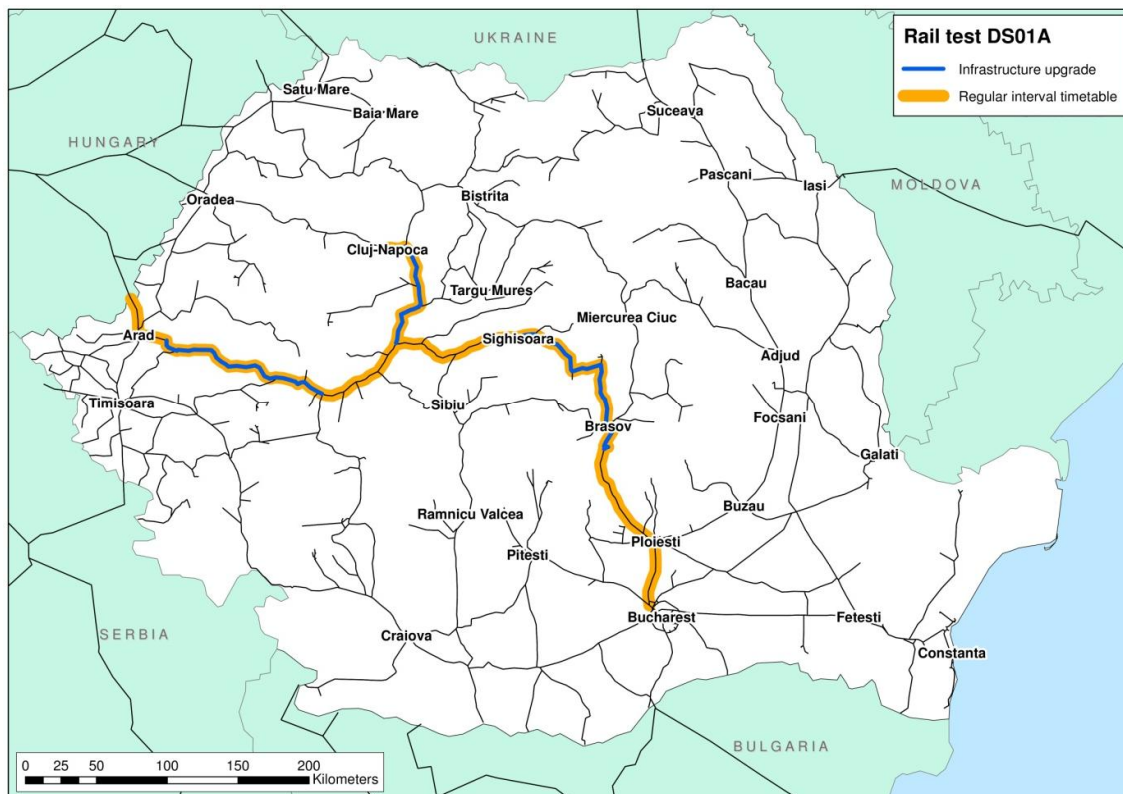 UKRAINE
Rail test DS01A
Infrastructure upgrade
Regular interval timetable
Satu Mare
Baia Mare
Suceava
HUNGARY
Pascani
Iasi
MOLDOVA
Oradea
Bistrita
Cluj-Napoca
Targu Mures
Bacau
Miercurea Ciuc
Arad
Sighisoara
Adjud
Timisoara
Sibiu
Brasov
Focsani
Galati
Ramnicu Valcea
Buzau
Ploiesti
Pitesti
Bucharest
Fetesti
SERBIA
Craiova
Constanta
BULGARIA
0 25 50 100 150 200
Kilometers